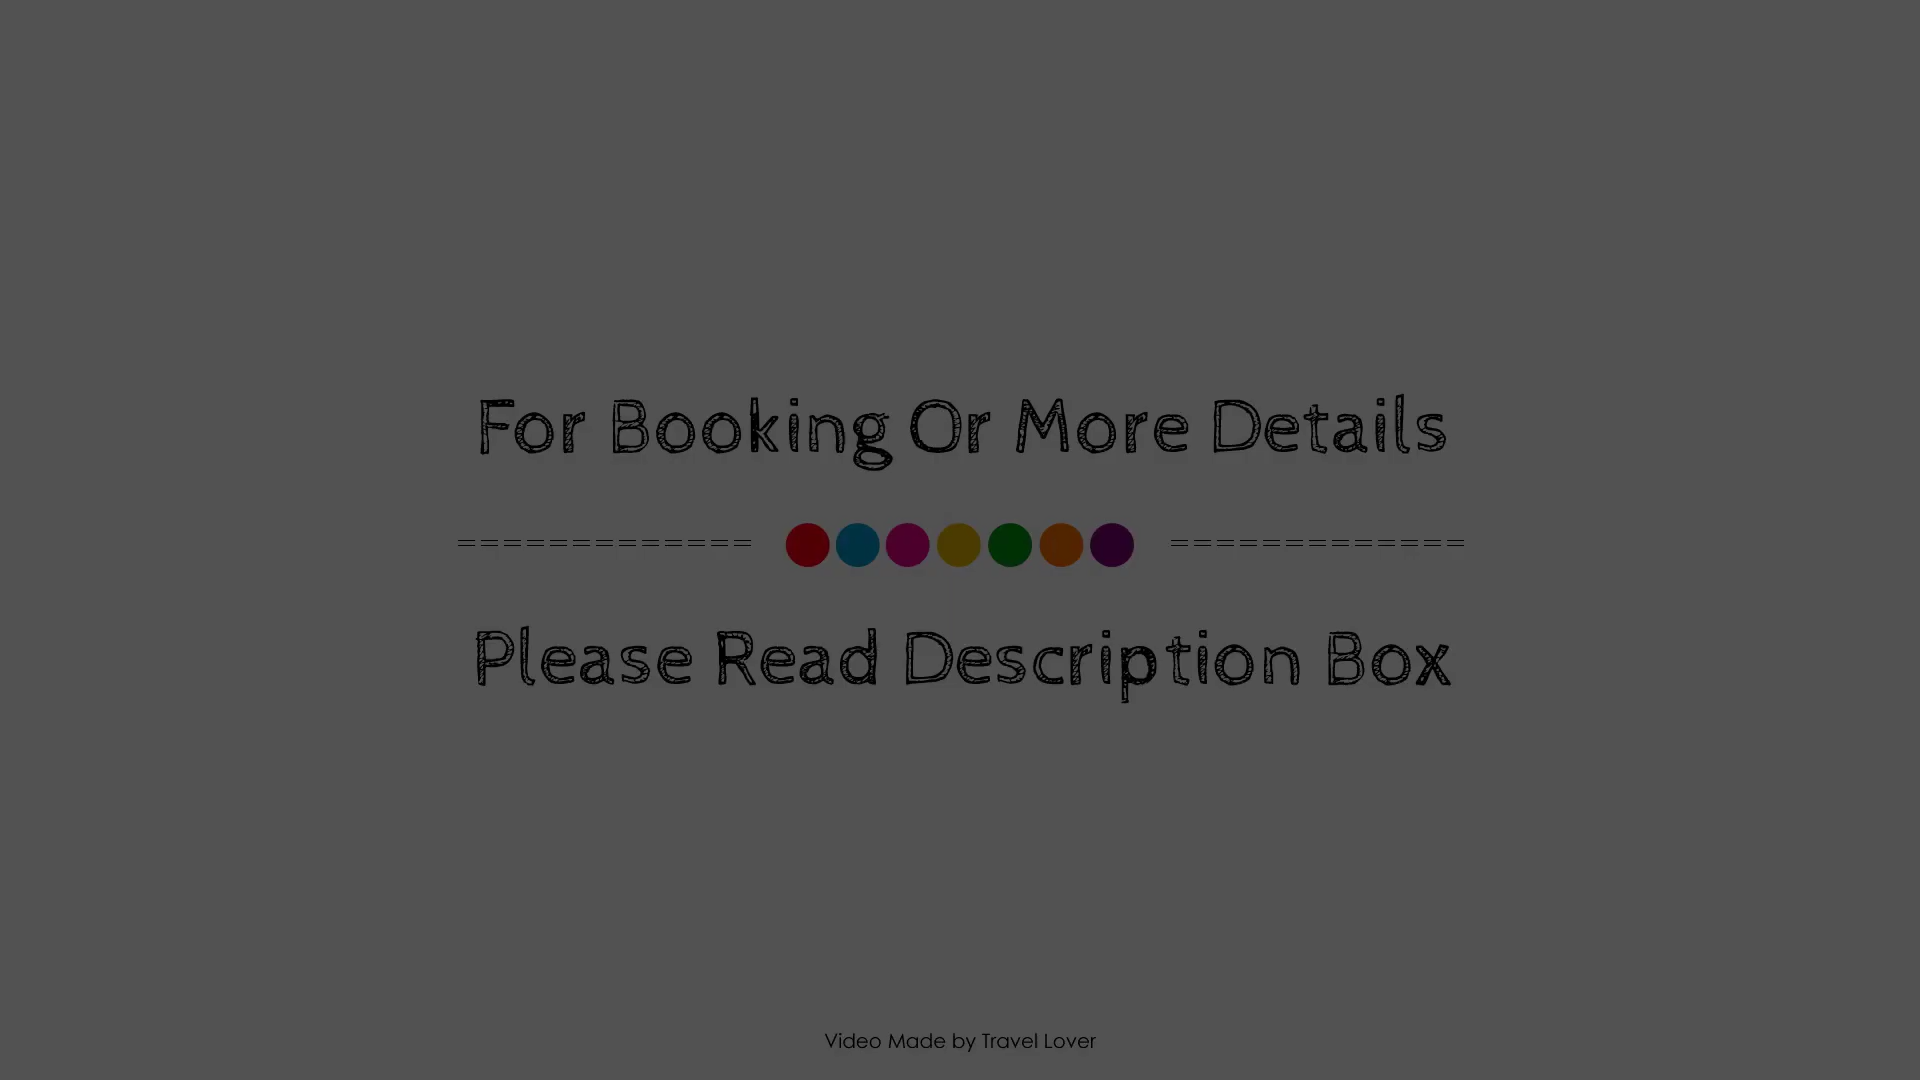 For Booking Or More Details
============= =============
Please Read Description Box
Video Made by Travel Lover